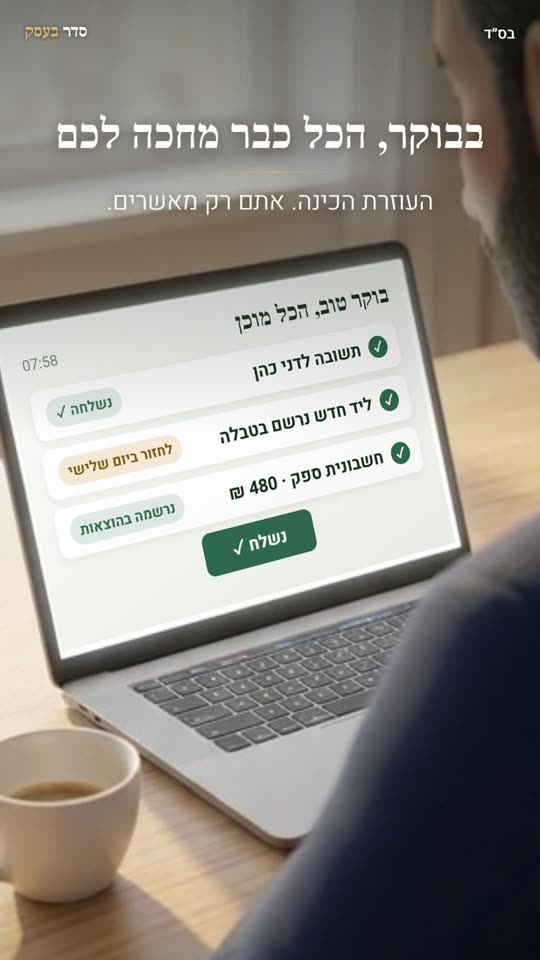 בס״ד
סדר בעסק
בבוקר, הכל כבר מחכה לכם
העוזרת הכינה. אתם רק מאשרים.
בוקר טוב, הכל מוכן
07:58
תשובה לדני כהן
נשלחה ✓
ליד חדש נרשם בטבלה
לחזור ביום שלישי
חשבונית ספק · 480 ₪
נרשמה בהוצאות
נשלח ✓